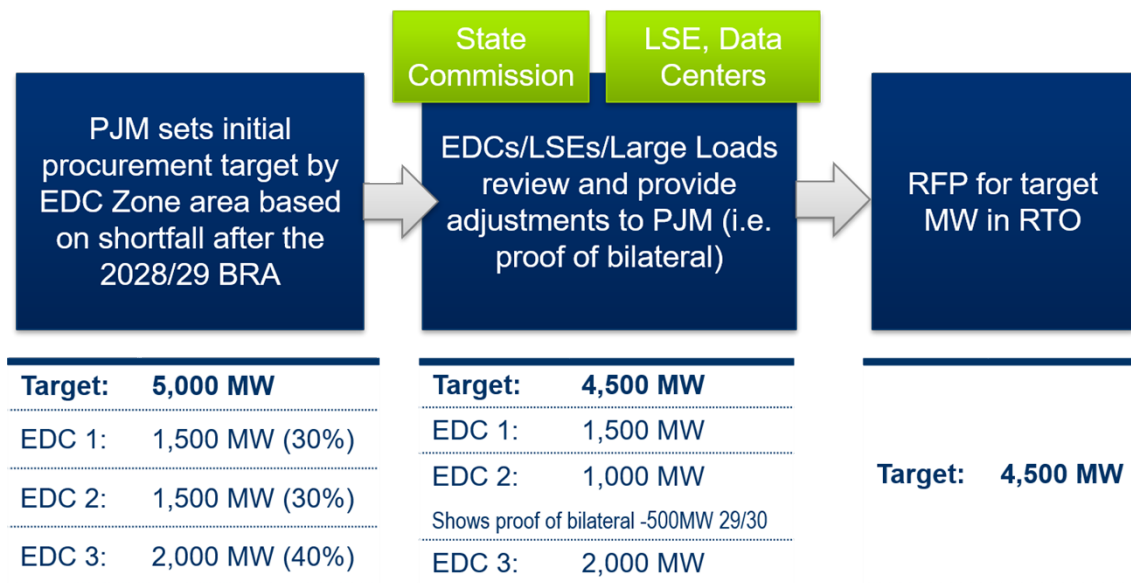 State
Commission
LSE, Data
Centers
PJM sets initial
procurement target by
EDC Zone area based
on shortfall after the
2028/29 BRA
EDCs/LSEs/Large Loads
review and provide
adjustments to PJM (i.e.
proof of bilateral)
RFP for target
MW in RTO
Target: 5,000 MW
EDC 1: 1,500 MW (30%)
EDC 2: 1,500 MW (30%)
EDC 3: 2,000 MW (40%)
Target: 4,500 MW
EDC 1: 1,500 MW
EDC 2: 1,000 MW
Shows proof of bilateral -500MW 29/30
EDC 3: 2,000 MW
Target: 4,500 MW